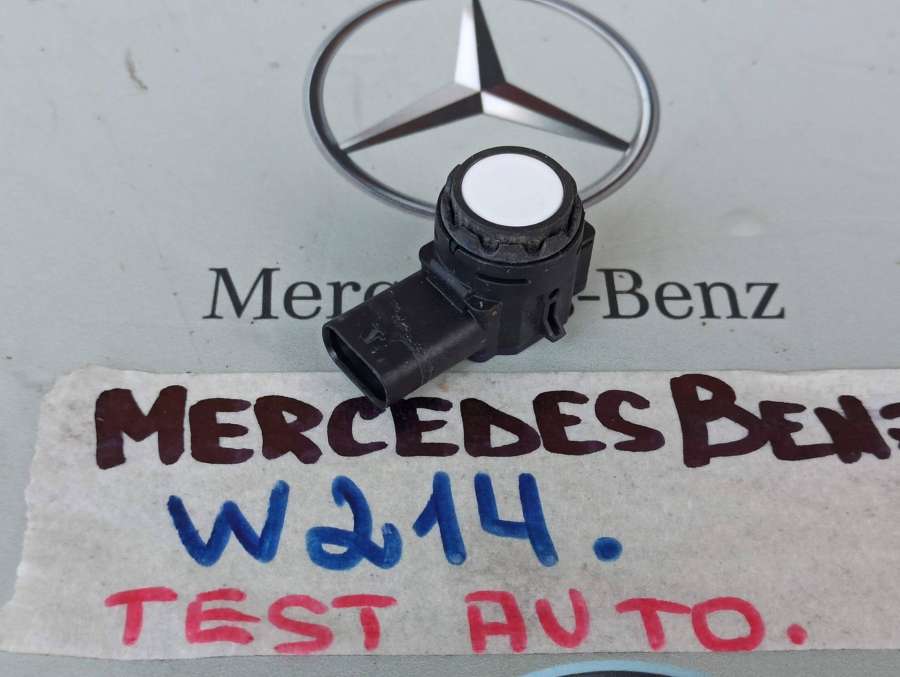 Mercedes-Benz
MERCEDES BENZ
W214.
TEST AUTO.